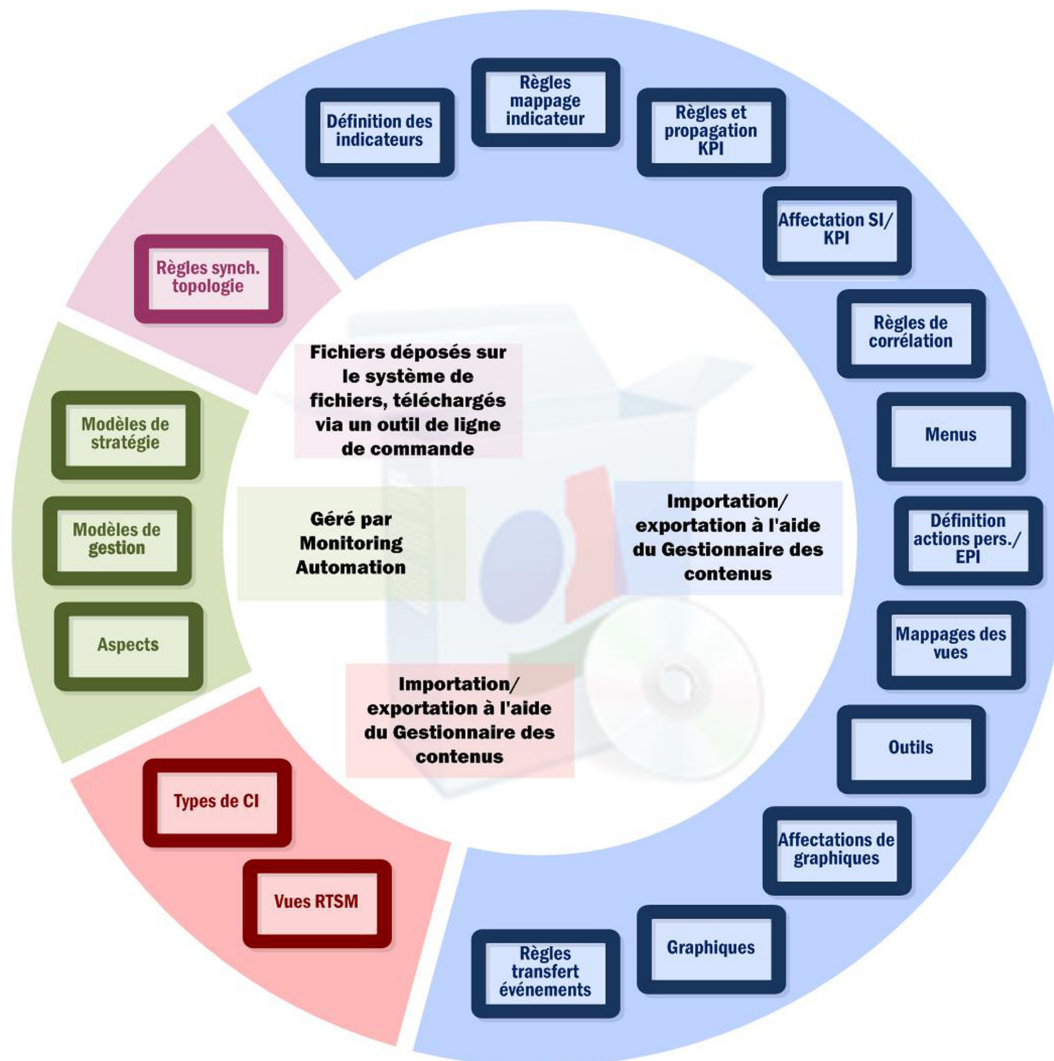 Définition des
indicateurs
Règles
mappage
indicateur
Règles et
propagation
KPI
Affectation SI/
KPI
Règles de
corrélation
Menus
Définition
actions pers./
EPI
Mappages des
vues
Outils
Affectations de
graphiques
Graphiques
Règles
transfert
événements
Vues RTSM
Types de CI
Aspects
Modèles de
gestion
Modèles de
stratégie
Règles synch.
topologie
Fichiers déposés sur
le système de
fichiers, téléchargés
via un outil de ligne
de commande
Géré par
Monitoring
Automation
Importation/
exportation à l'aide
du Gestionnaire des
contenus
Importation/
exportation à l'aide
du Gestionnaire des
contenus